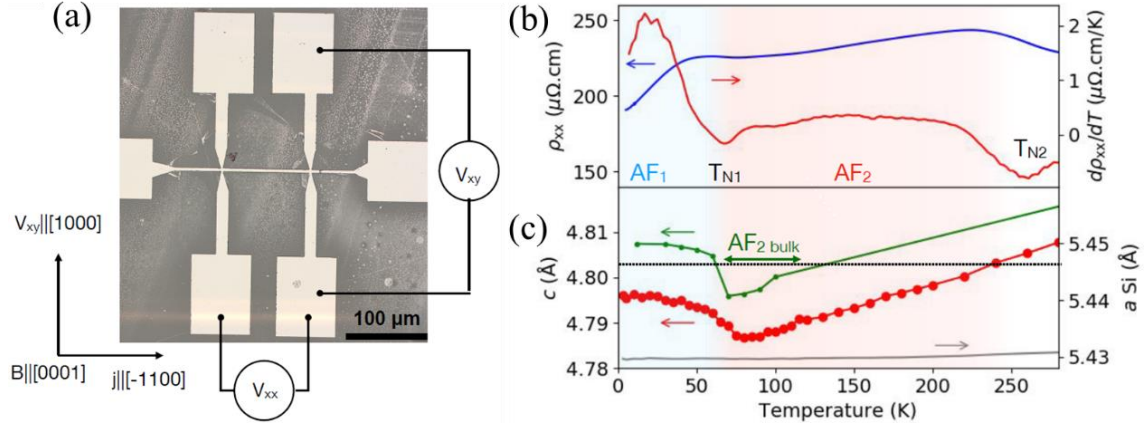 (a)
V_xy
V_xy||[1000]
B||[0001]
j||[-1100]
100 μm
V_xx
(b)
250
225
200
175
150
ρ_xx (μΩ.cm)
2
1
0
dρ_xx/dT (μΩ.cm/K)
AF_1
T_N1
AF_2
T_N2
(c)
4.81
4.80
4.79
4.78
c (Å)
AF_2 bulk
5.45
5.44
5.43
a Si (Å)
0
50
100
150
200
250
Temperature (K)